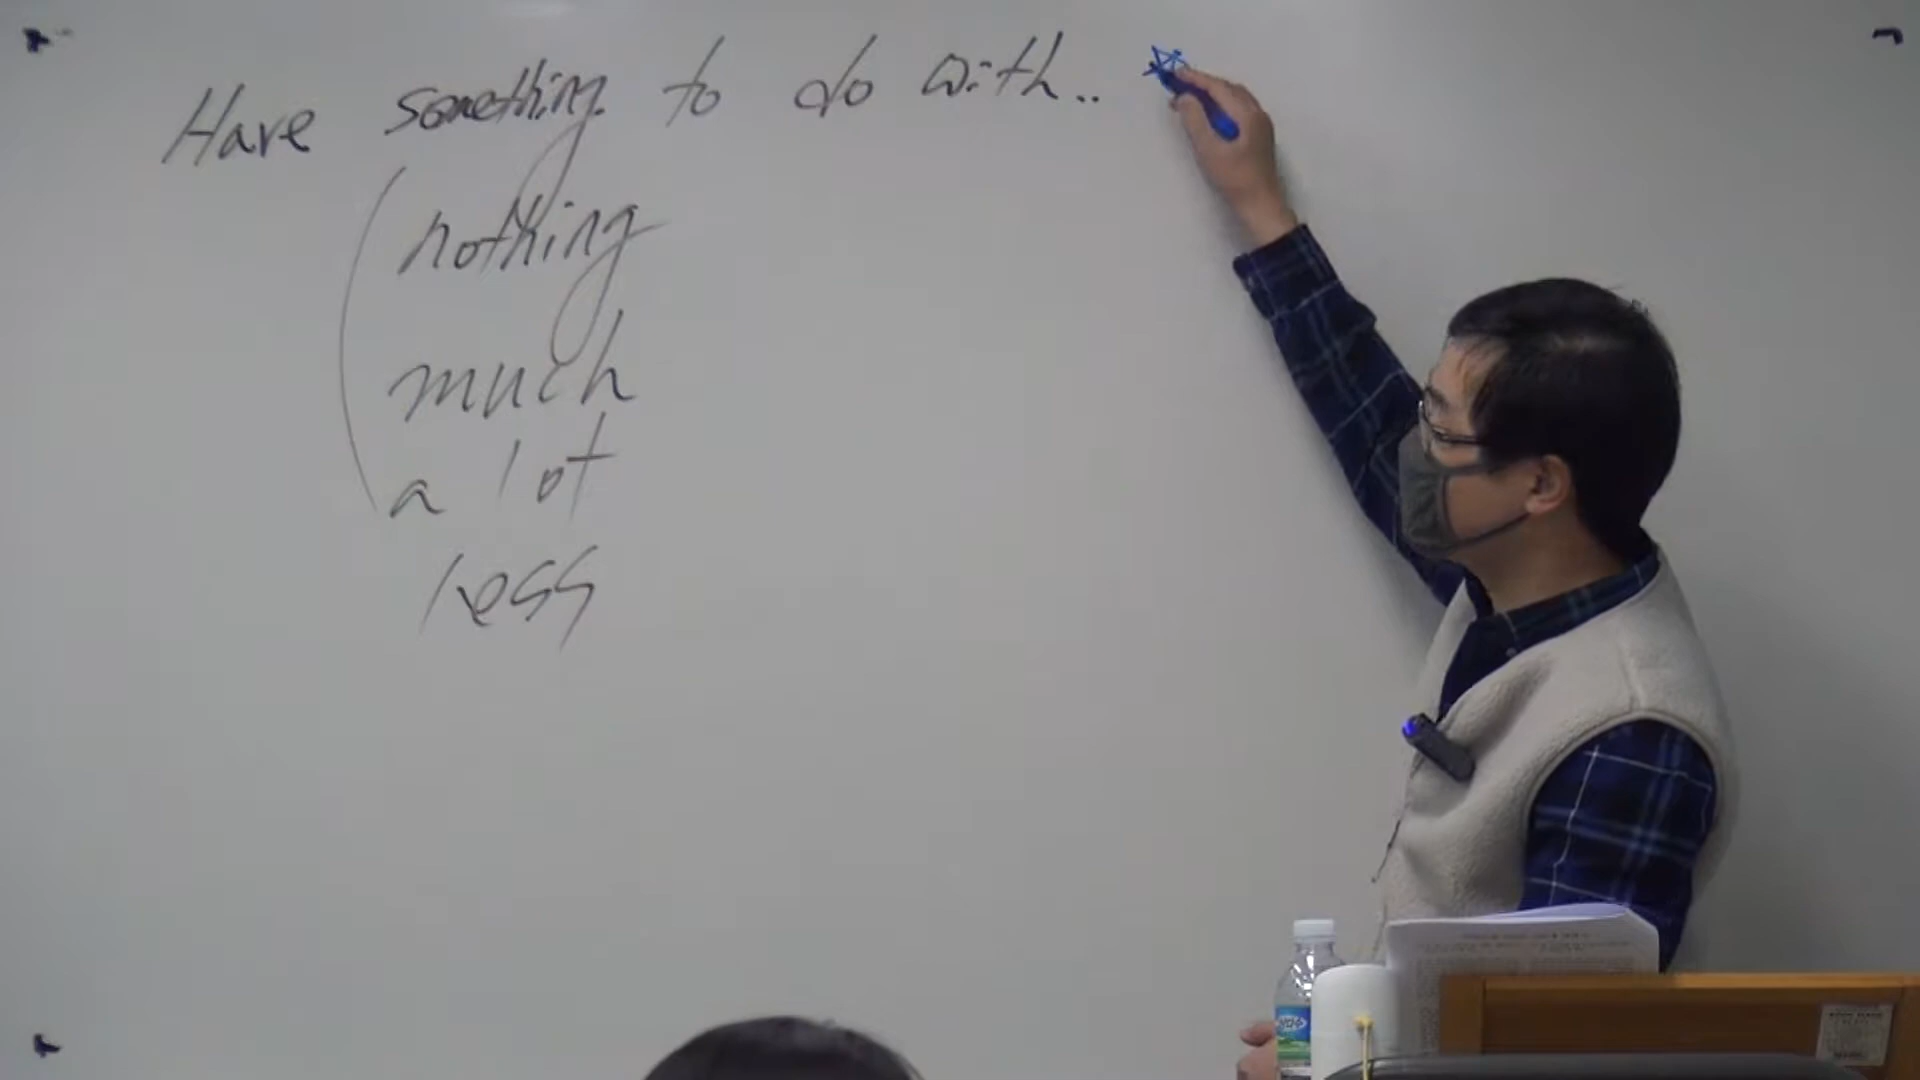 Have something to do with..
nothing
much
a lot
less